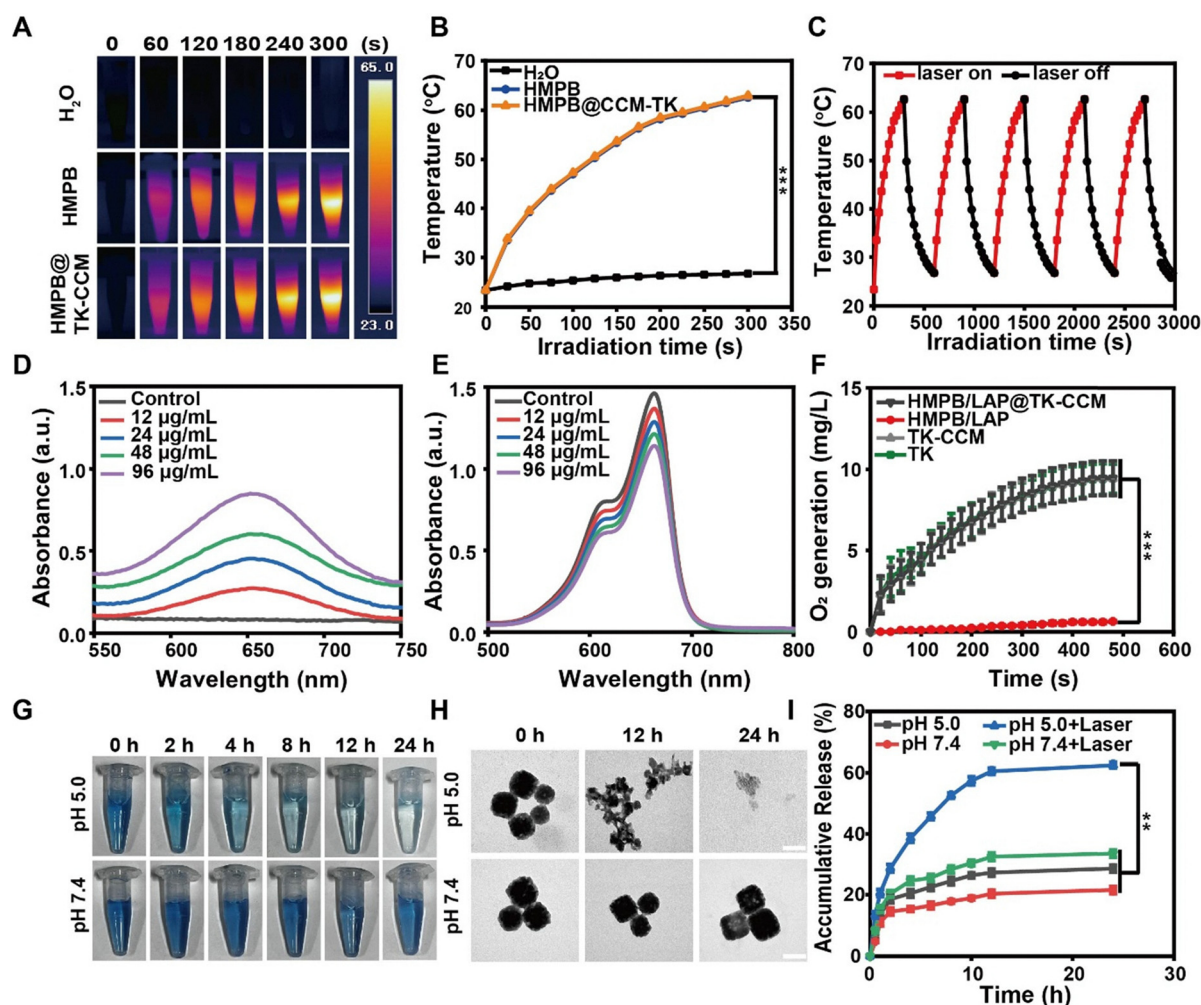 A
0 60 120 180 240 300 (s)
H₂O
HMPB
HMPB@
TK-CCM
65.0
23.0
B
H₂O
HMPB
HMPB@CCM-TK
Temperature (°C)
70
60
50
40
30
20
***
0 50 100 150 200 250 300 350
Irradiation time (s)
C
laser on laser off
Temperature (°C)
70
60
50
40
30
20
0 500 1000 1500 2000 2500 3000
Irradiation time (s)
D
Control
12 µg/mL
24 µg/mL
48 µg/mL
96 µg/mL
Absorbance (a.u.)
1.5
1.0
0.5
0.0
550 600 650 700 750
Wavelength (nm)
E
Control
12 µg/mL
24 µg/mL
48 µg/mL
96 µg/mL
Absorbance (a.u.)
1.5
1.0
0.5
0.0
500 600 700 800
Wavelength (nm)
F
HMPB/LAP@TK-CCM
HMPB/LAP
TK-CCM
TK
O₂ generation (mg/L)
15
10
5
0
***
0 100 200 300 400 500 600
Time (s)
G
0 h 2 h 4 h 8 h 12 h 24 h
pH 5.0
pH 7.4
H
0 h 12 h 24 h
pH 5.0
pH 7.4
I
pH 5.0 pH 5.0+Laser
pH 7.4 pH 7.4+Laser
Accumulative Release (%)
80
60
40
20
0
**
0 10 20 30
Time (h)